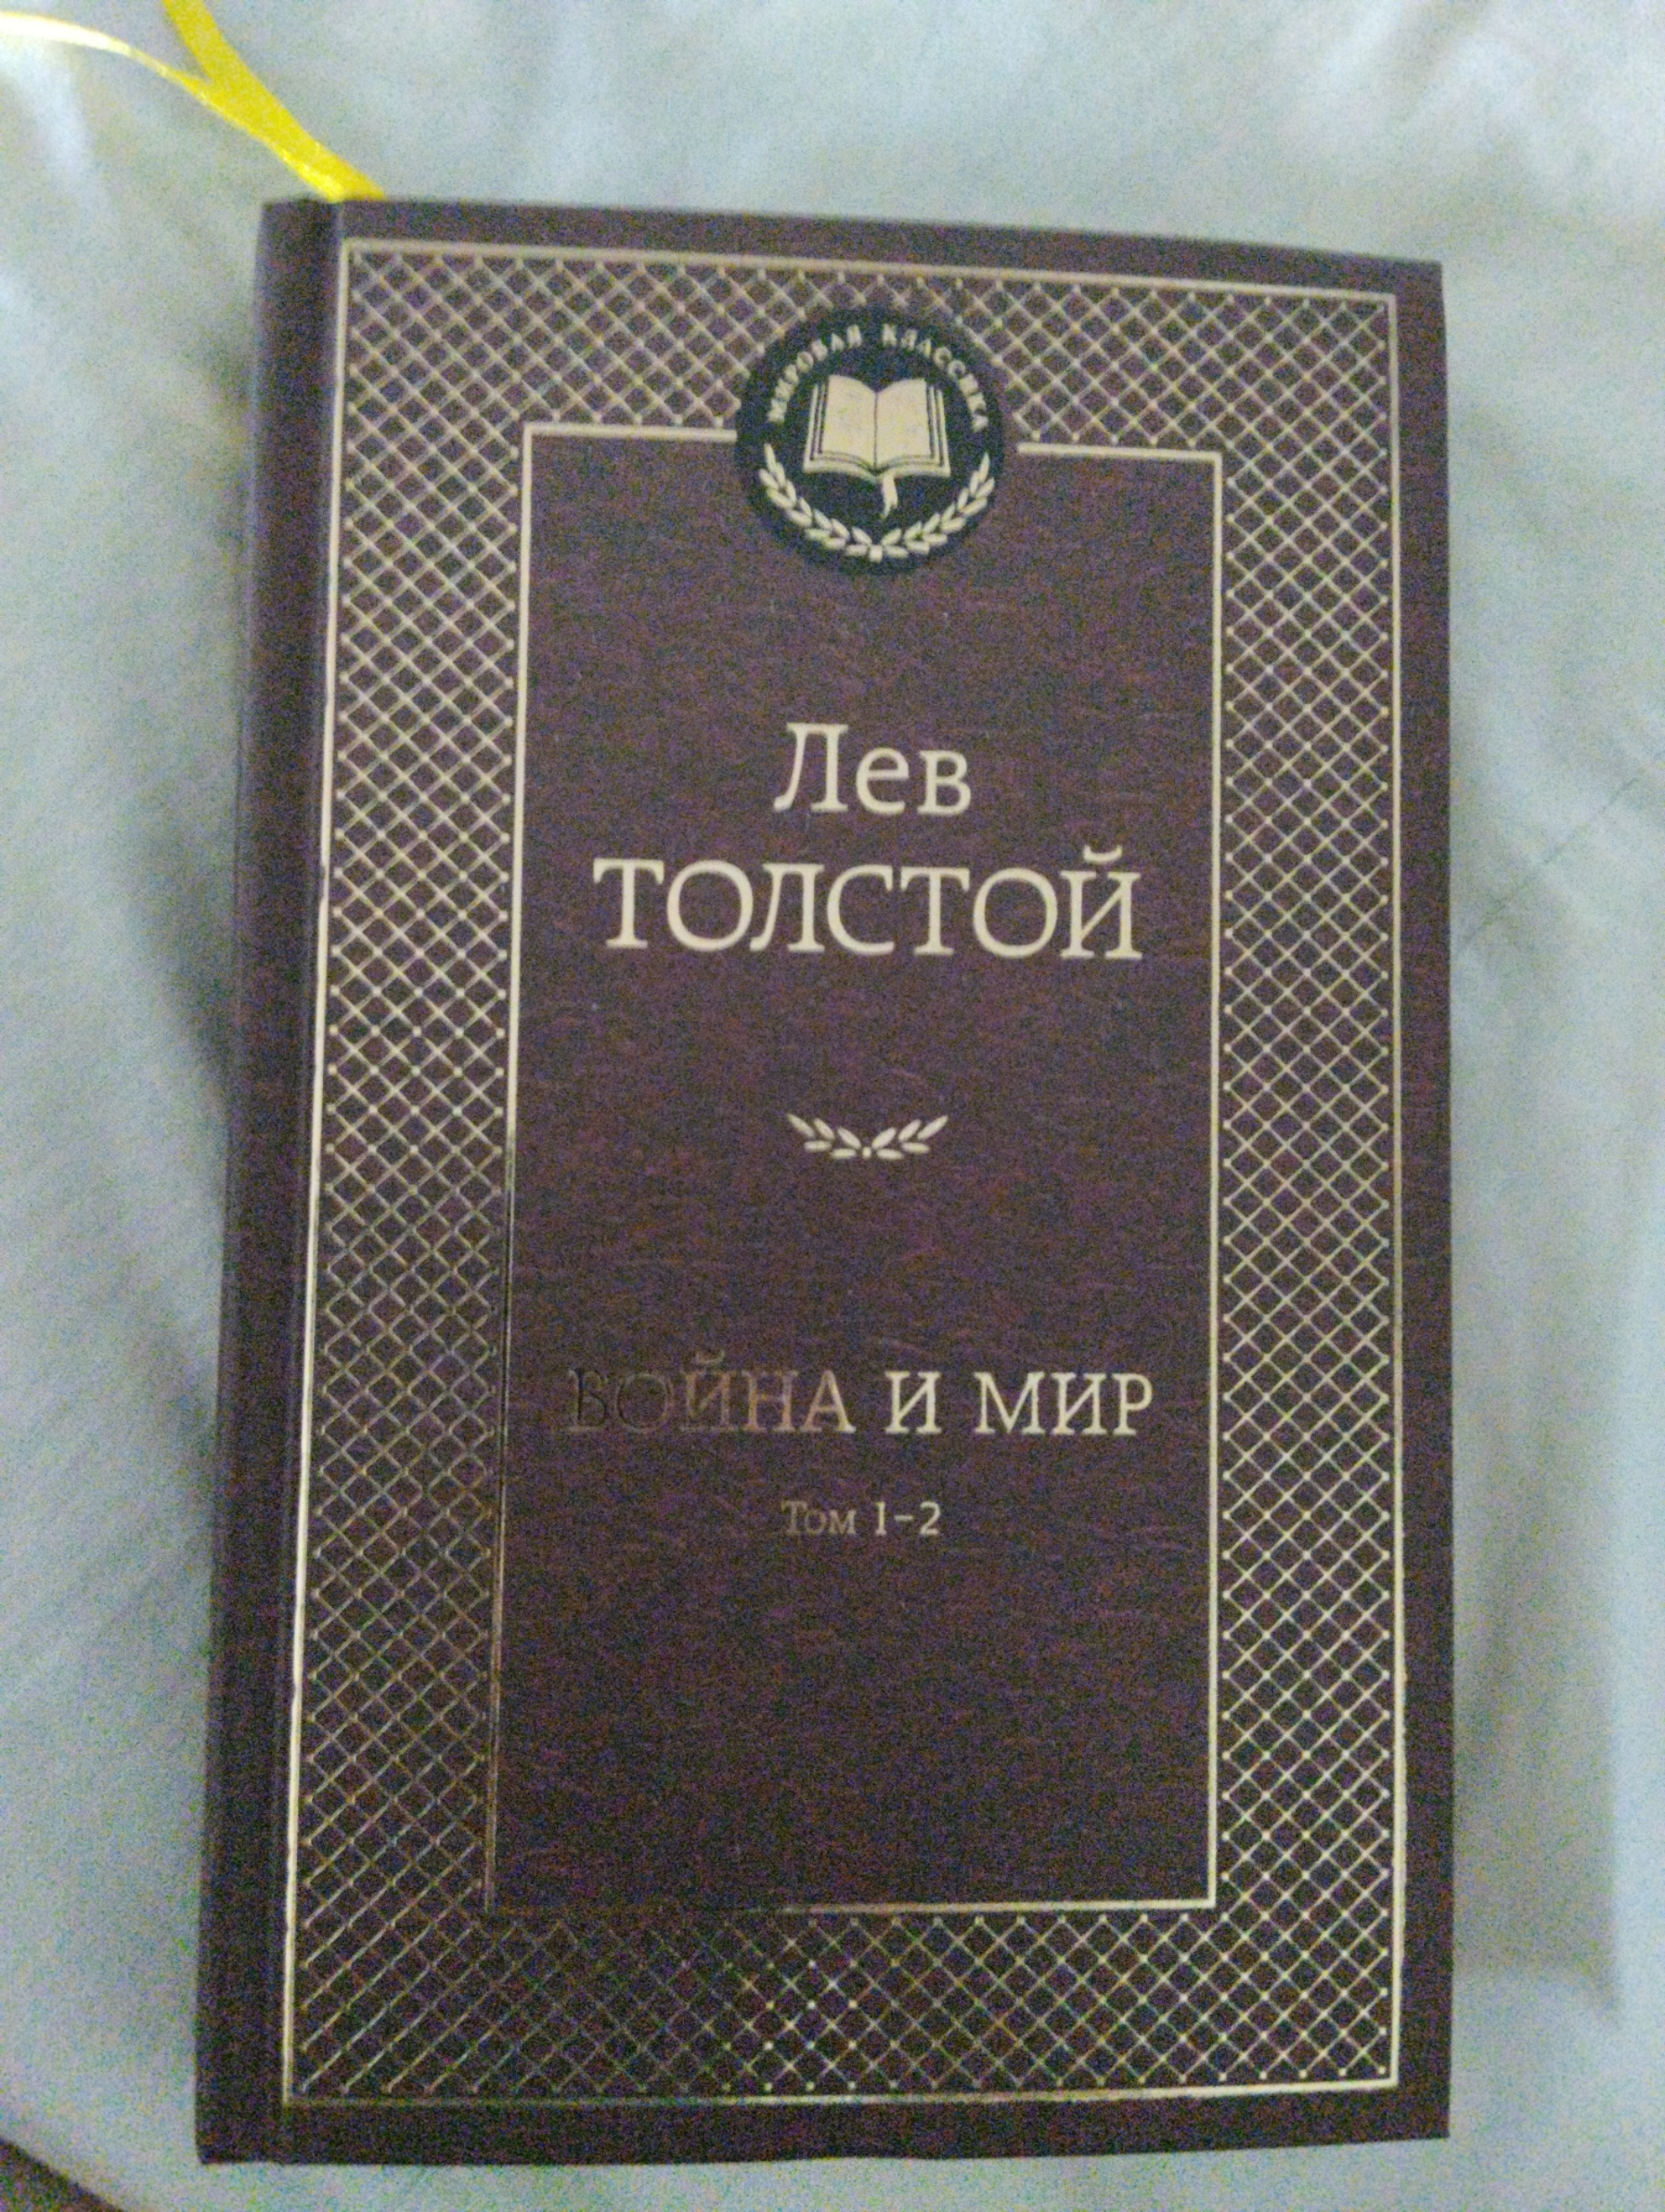 МИРОВАЯ КЛАССИКА
Лев
ТОЛСТОЙ
ВОЙНА И МИР
Том 1–2